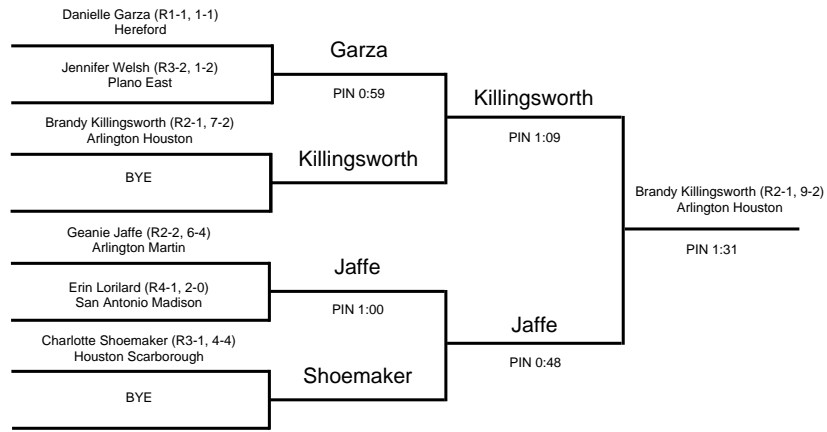 Danielle Garza (R1-1, 1-1)
Hereford
Garza
Jennifer Welsh (R3-2, 1-2)
Plano East
PIN 0:59
Killingsworth
Brandy Killingsworth (R2-1, 7-2)
Arlington Houston
PIN 1:09
Killingsworth
BYE
Brandy Killingsworth (R2-1, 9-2)
Arlington Houston
Geanie Jaffe (R2-2, 6-4)
Arlington Martin
PIN 1:31
Jaffe
Erin Lorilard (R4-1, 2-0)
San Antonio Madison
PIN 1:00
Jaffe
Charlotte Shoemaker (R3-1, 4-4)
Houston Scarborough
PIN 0:48
Shoemaker
BYE